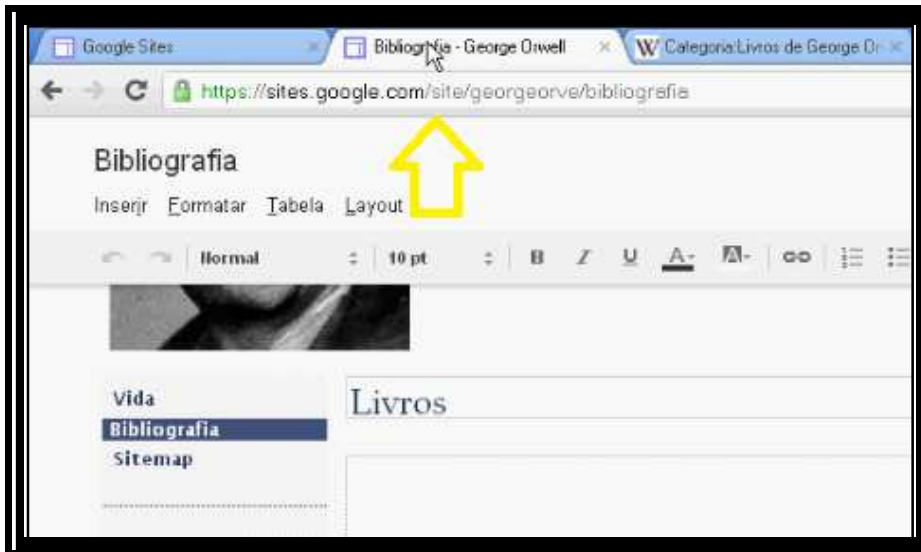 Google Sites
Bibliografia - George Orwell
Categoria:Livros de George Or
https://sites.google.com/site/georgeorve/bibliografia
Bibliografia
Inserir Formatar Tabela Layout
Normal 10 pt B I U A A
Vida
Livros
Bibliografia
Sitemap